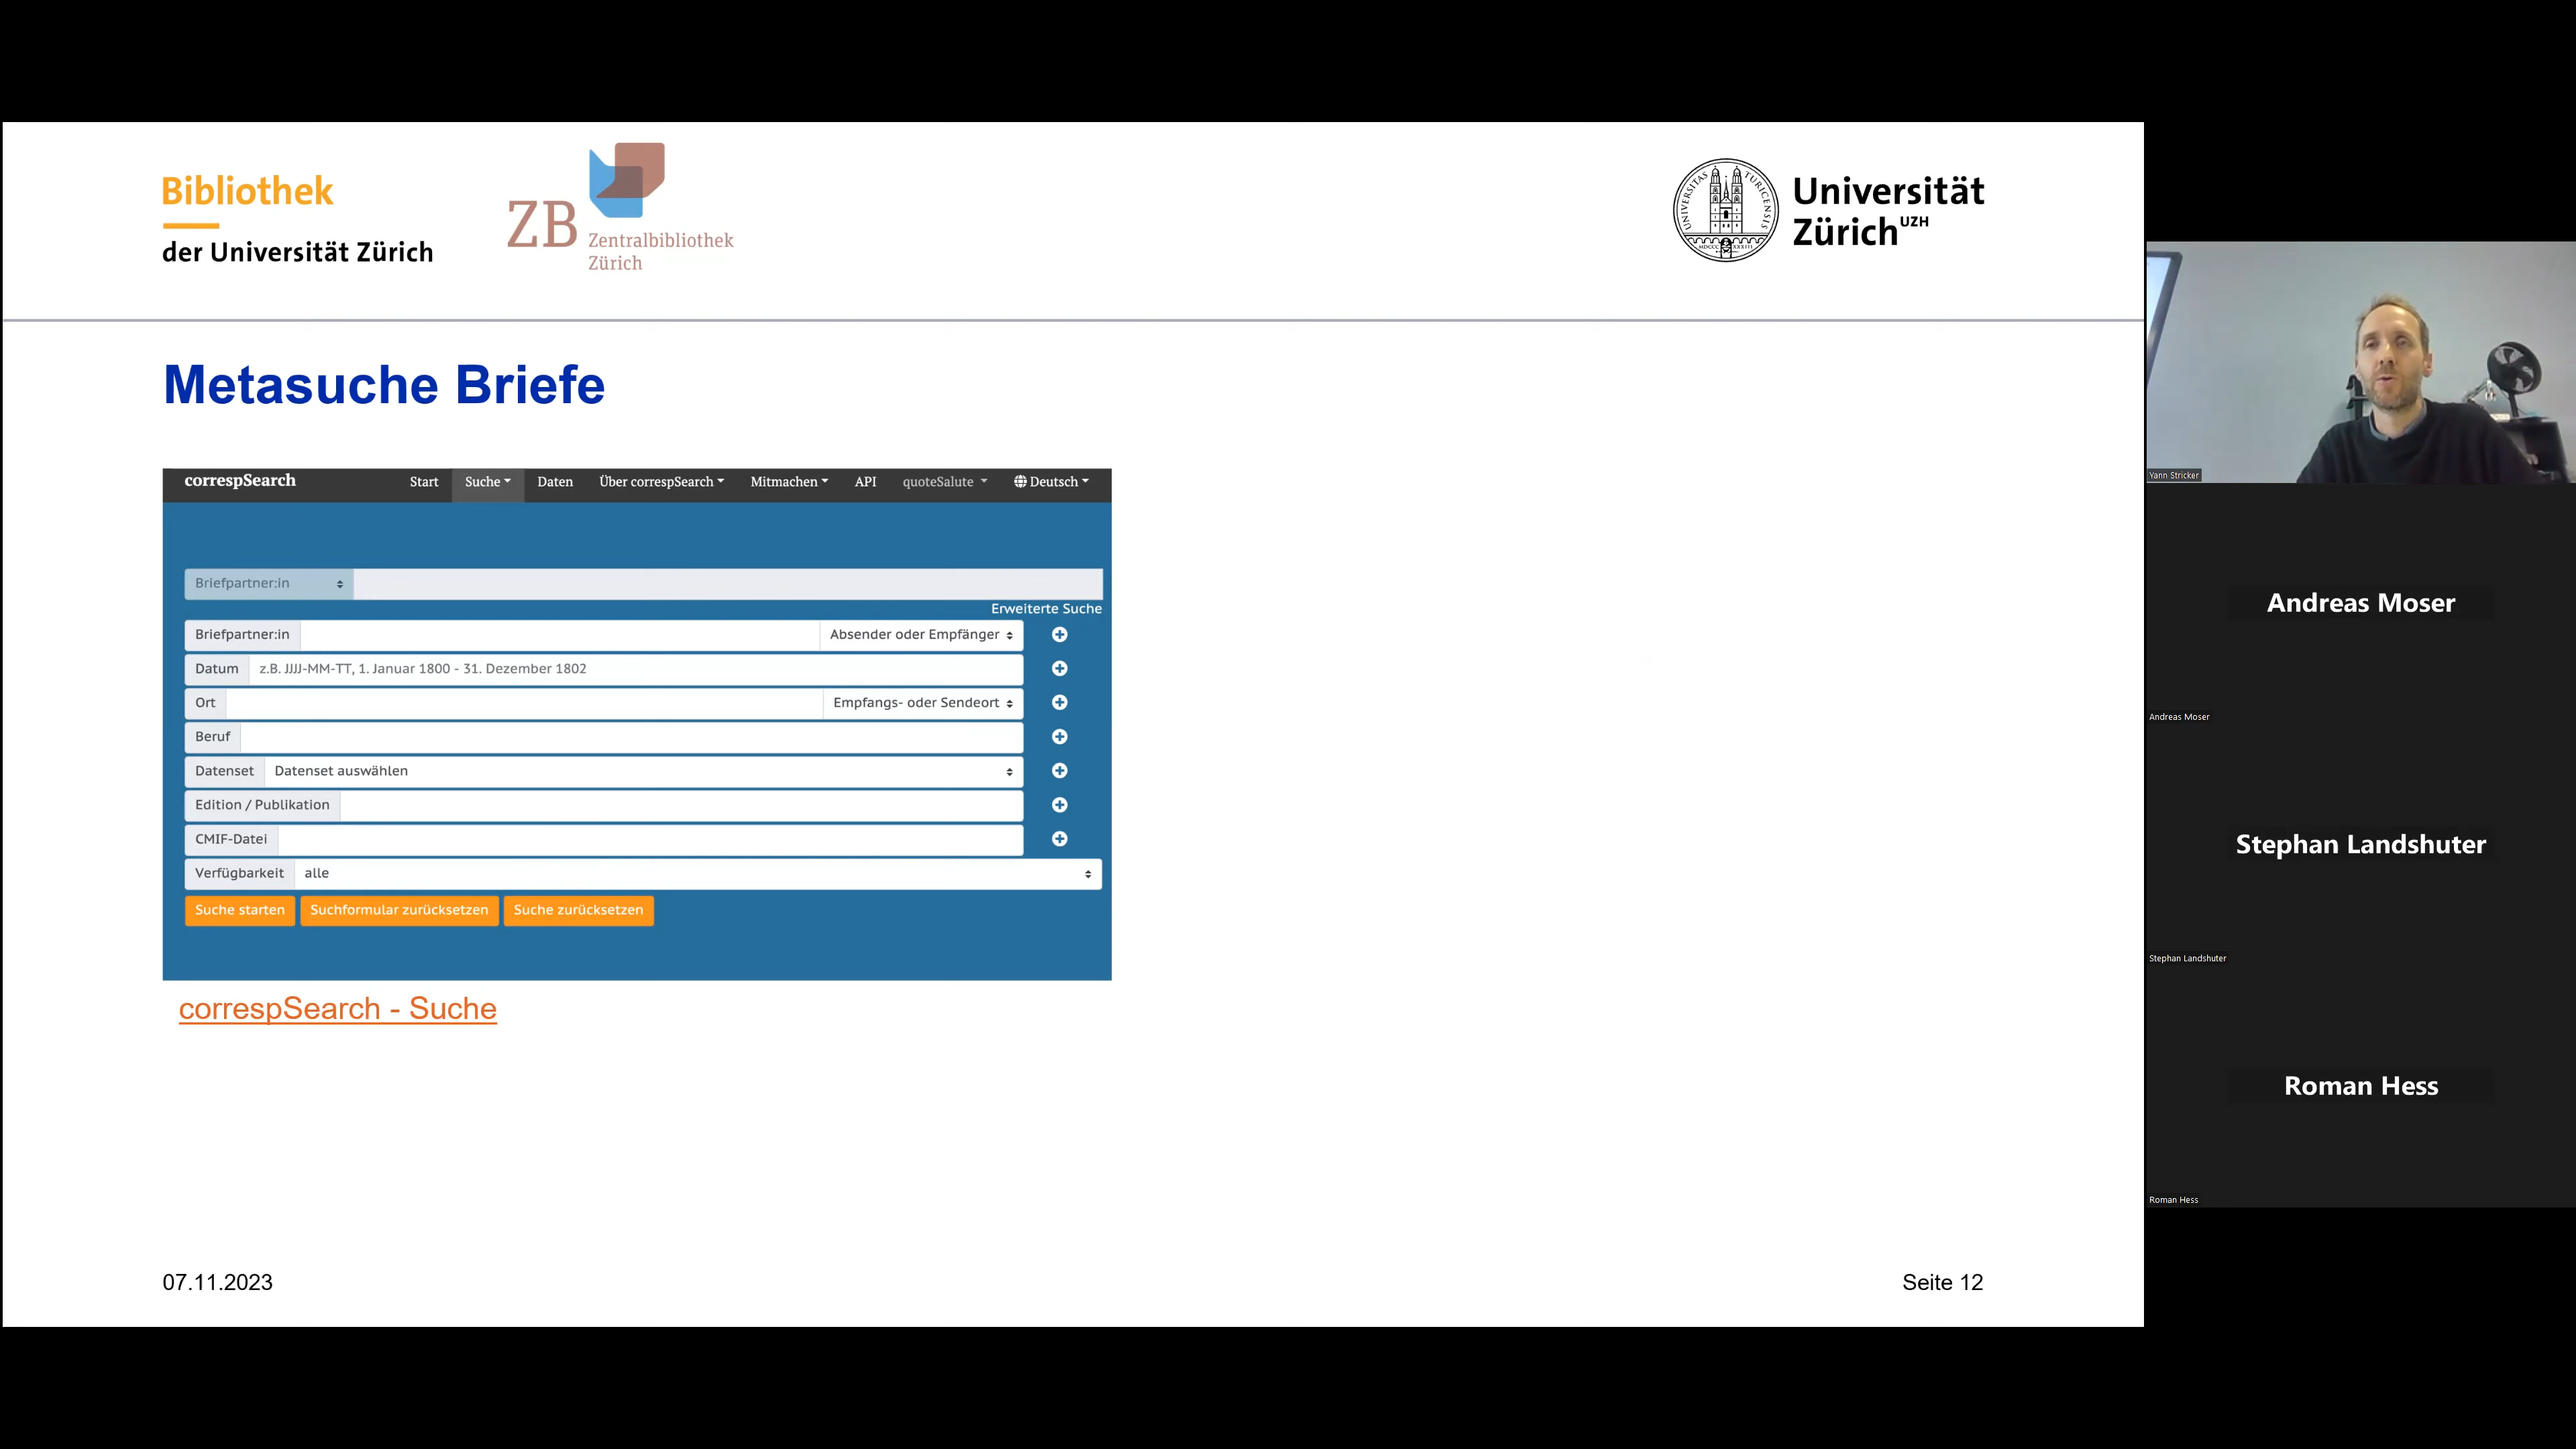 Bibliothek
der Universität Zürich
ZB Zentralbibliothek
Zürich
UNIVERSITAS TURICENSIS
MDCCC XXXIII
Universität
Zürich UZH
Metasuche Briefe
correspSearch Start Suche Daten Über correspSearch Mitmachen API quoteSalute Deutsch
Briefpartner:in
Erweiterte Suche
Briefpartner:in Absender oder Empfänger
Datum z.B. JJJJ-MM-TT, 1. Januar 1800 - 31. Dezember 1802
Ort Empfangs- oder Sendeort
Beruf
Datenset Datenset auswählen
Edition / Publikation
CMIF-Datei
Verfügbarkeit alle
Suche starten Suchformular zurücksetzen Suche zurücksetzen
correspSearch - Suche
07.11.2023
Seite 12
Yann Stricker
Andreas Moser
Andreas Moser
Stephan Landshuter
Stephan Landshuter
Roman Hess
Roman Hess